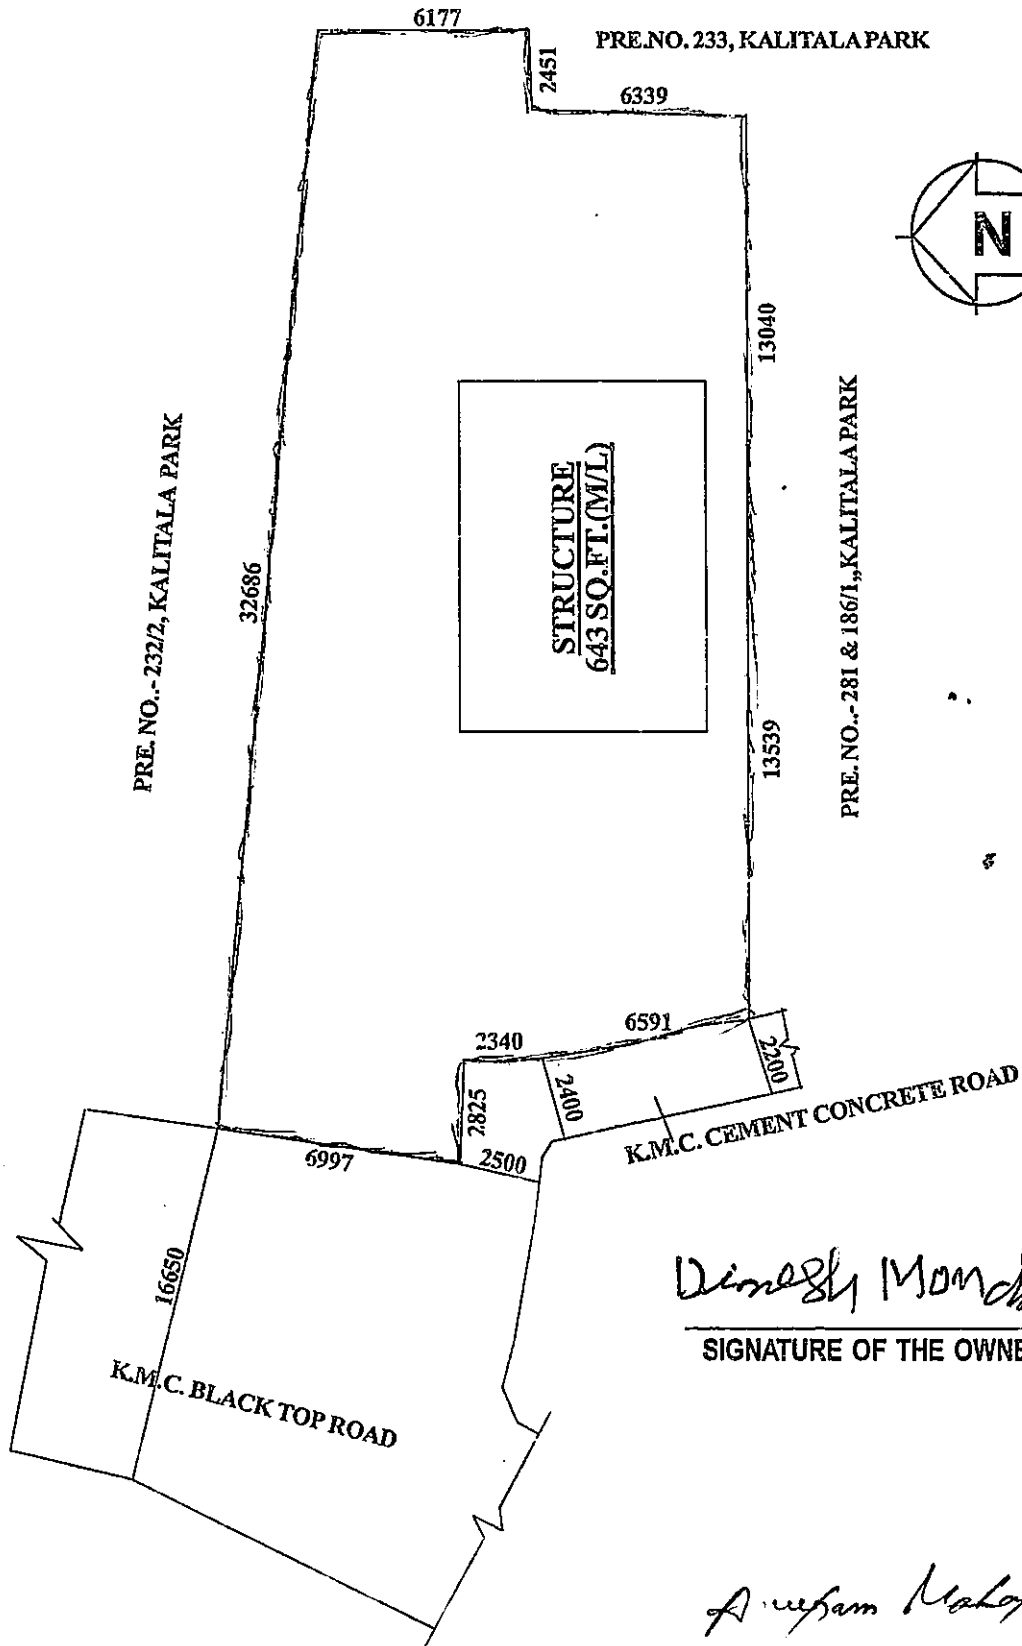 6177
PRE.NO. 233, KALITALA PARK
2451
6339
N
13040
PRE. NO..- 232/2, KALITALA PARK
32686
STRUCTURE
643 SQ.FT.(M/L)
PRE. NO..- 281 & 186/1,,KALITALA PARK
13539
6591
2340
2200
2400
2825
K.M.C. CEMENT CONCRETE ROAD
6997
2500
16650
K.M.C. BLACK TOP ROAD
Dinesh
SIGNATURE OF THE OWNE
Anupam